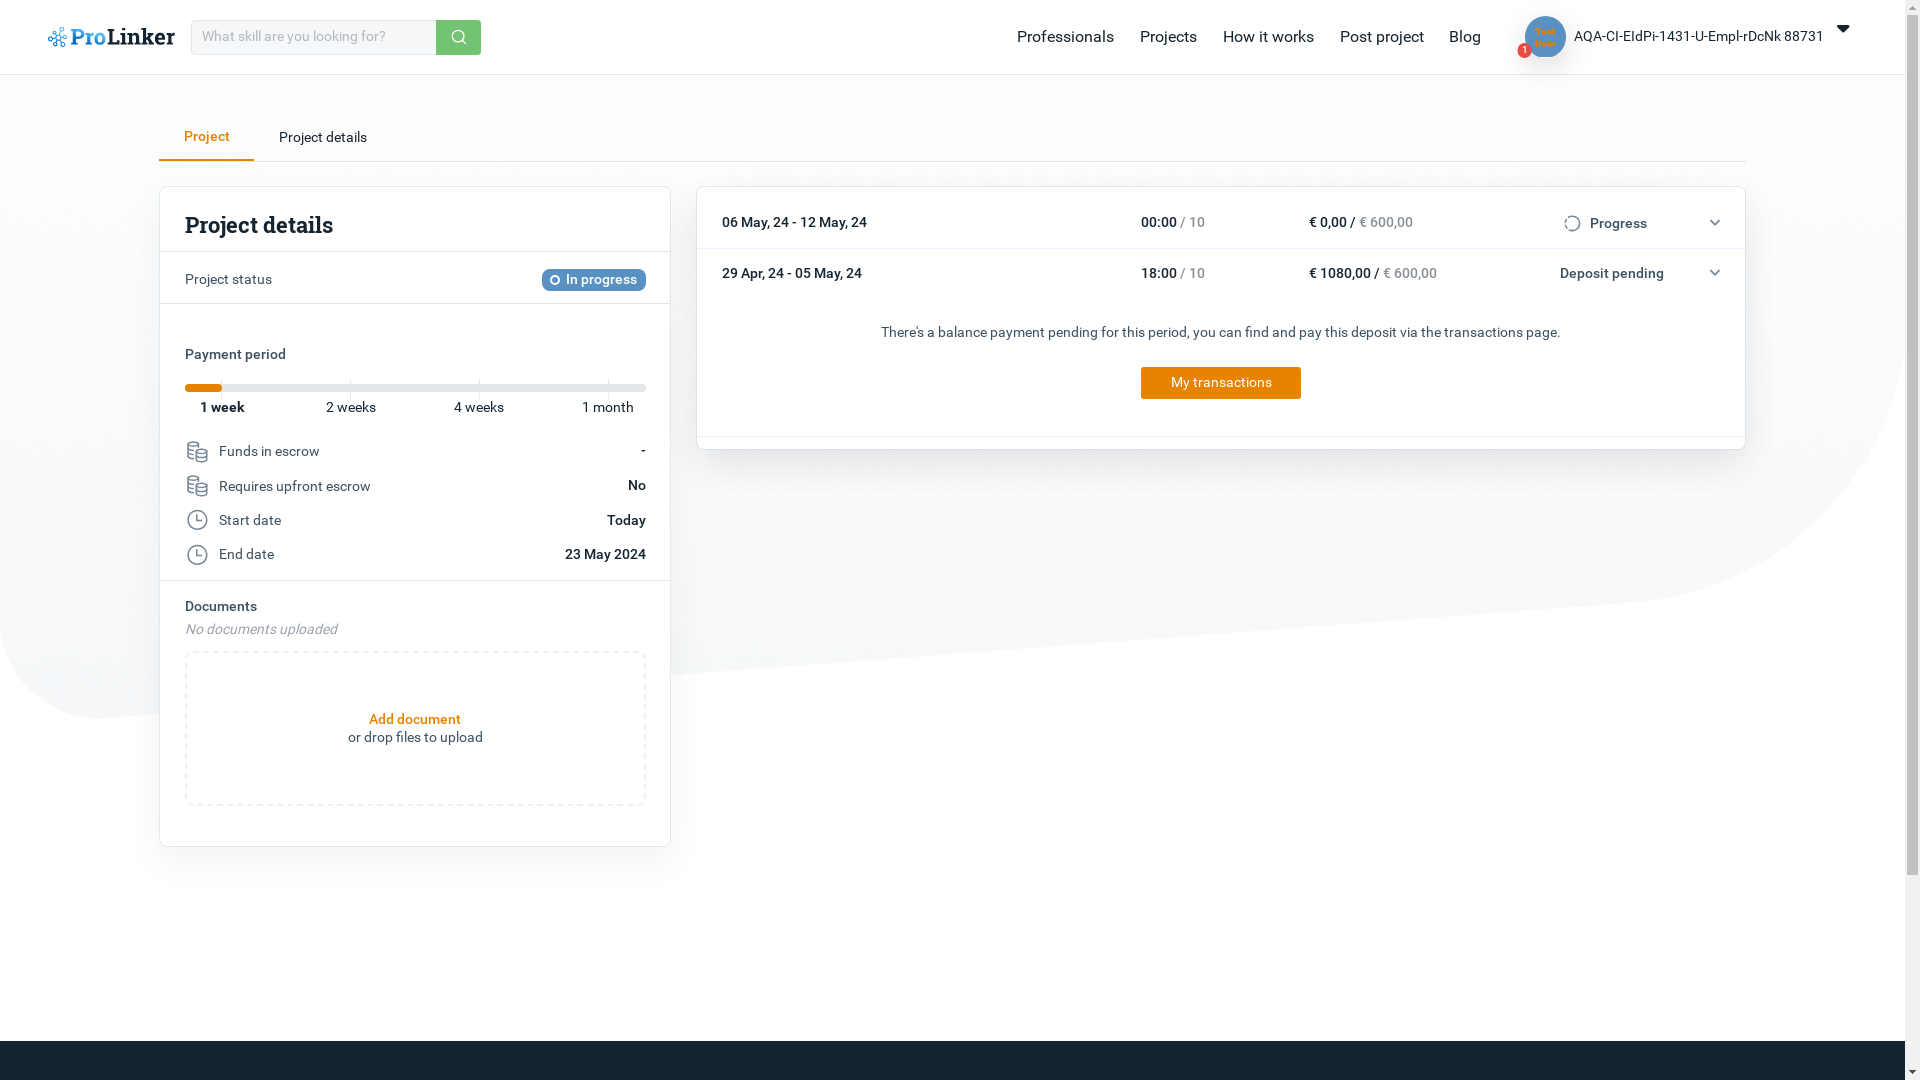 ProLinker
What skill are you looking for?
Professionals Projects How it works Post project Blog
Test User
1
AQA-CI-EIdPi-1431-U-Empl-rDcNk 88731
Project Project details
Project details
Project status In progress
Payment period
1 week 2 weeks 4 weeks 1 month
Funds in escrow -
Requires upfront escrow No
Start date Today
End date 23 May 2024
Documents
No documents uploaded
Add document
or drop files to upload
06 May, 24 - 12 May, 24 00:00 / 10 € 0,00 / € 600,00 Progress
29 Apr, 24 - 05 May, 24 18:00 / 10 € 1080,00 / € 600,00 Deposit pending
There's a balance payment pending for this period, you can find and pay this deposit via the transactions page.
My transactions